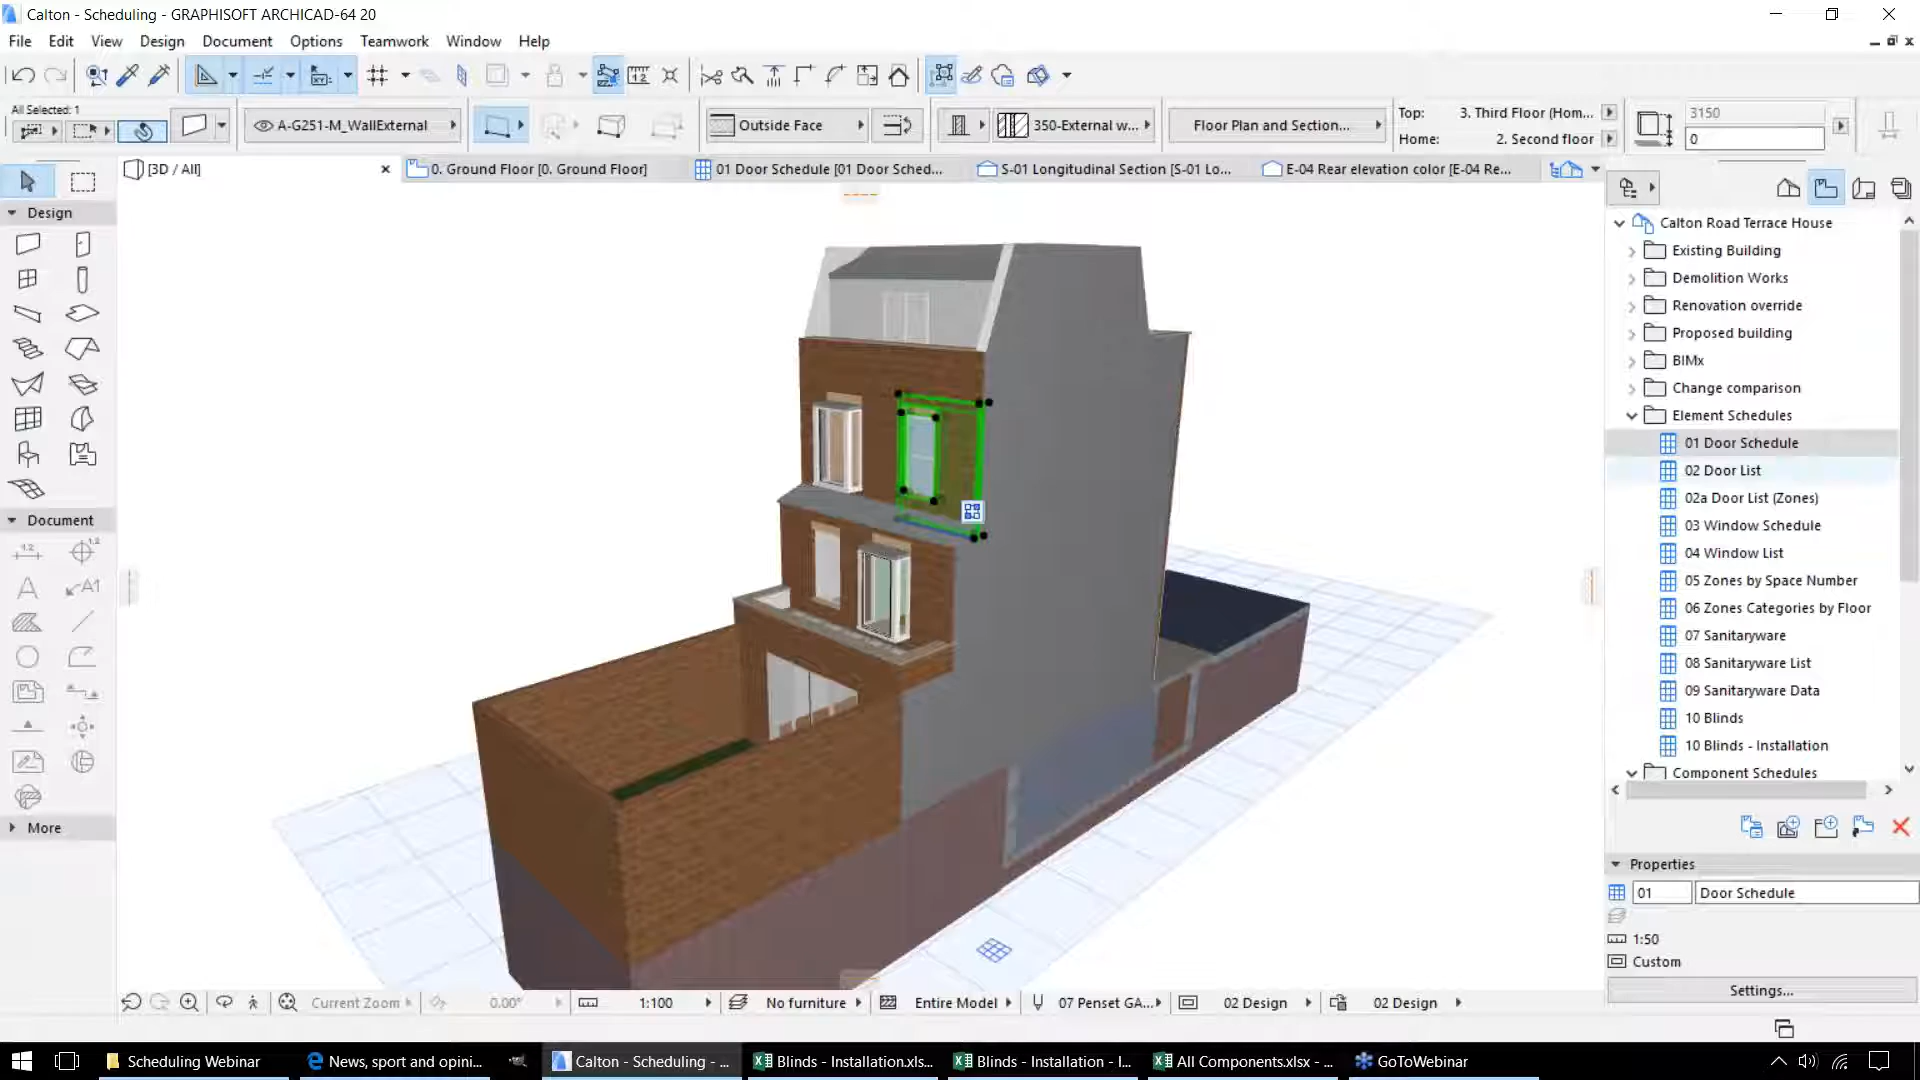 Calton - Scheduling - GRAPHISOFT ARCHICAD-64 20
File Edit View Design Document Options Teamwork Window Help
All Selected: 1
A-G251-M_WallExternal
Outside Face
350-External w...
Floor Plan and Section...
Top: 3. Third Floor (Hom...
Home: 2. Second floor
3150
0
[3D / All]
0. Ground Floor [0. Ground Floor]
01 Door Schedule [01 Door Sched...
S-01 Longitudinal Section [S-01 Lo...
E-04 Rear elevation color [E-04 Re...
Design
Document
1.2
A
A1
More
Calton Road Terrace House
Existing Building
Demolition Works
Renovation override
Proposed building
BIMx
Change comparison
Element Schedules
01 Door Schedule
02 Door List
02a Door List (Zones)
03 Window Schedule
04 Window List
05 Zones by Space Number
06 Zones Categories by Floor
07 Sanitaryware
08 Sanitaryware List
09 Sanitaryware Data
10 Blinds
10 Blinds - Installation
Component Schedules
Properties
01 Door Schedule
1:50
Custom
Settings...
Current Zoom
0.00°
1:100
No furniture
Entire Model
07 Penset GA...
02 Design
02 Design
Scheduling Webinar
News, sport and opini...
Calton - Scheduling - ...
Blinds - Installation.xls...
Blinds - Installation - I...
All Components.xlsx - ...
GoToWebinar